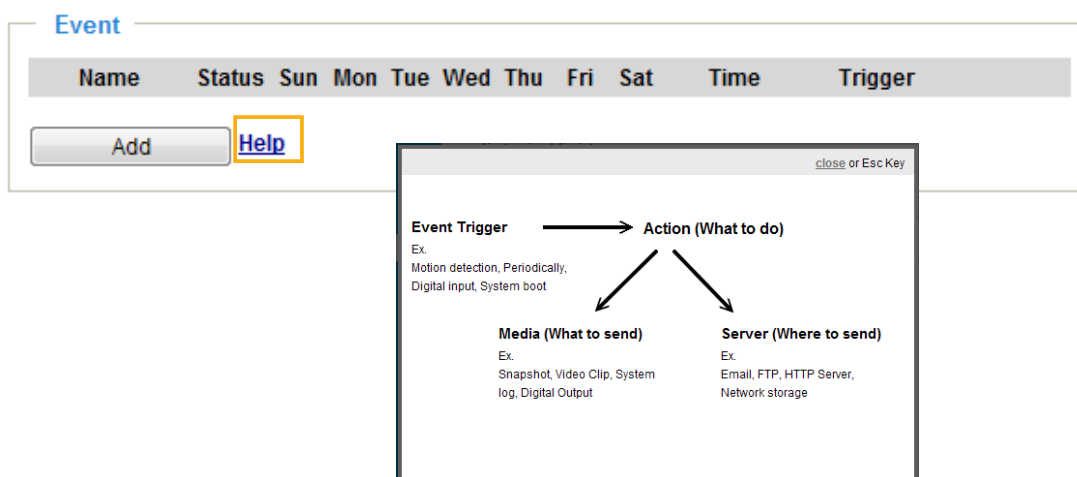 Event
Name Status Sun Mon Tue Wed Thu Fri Sat Time Trigger
Add Help
close or Esc Key
Event Trigger Action (What to do)
Ex.
Motion detection, Periodically,
Digital input, System boot
Media (What to send) Server (Where to send)
Ex. Ex.
Snapshot, Video Clip, System Email, FTP, HTTP Server,
log, Digital Output Network storage